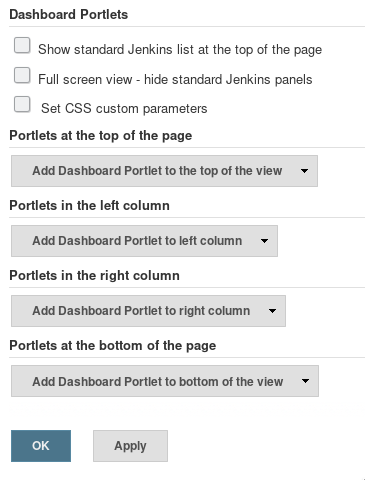 Dashboard Portlets
Show standard Jenkins list at the top of the page
Full screen view - hide standard Jenkins panels
Set CSS custom parameters
Portlets at the top of the page
Add Dashboard Portlet to the top of the view
Portlets in the left column
Add Dashboard Portlet to left column
Portlets in the right column
Add Dashboard Portlet to right column
Portlets at the bottom of the page
Add Dashboard Portlet to bottom of the view
OK Apply